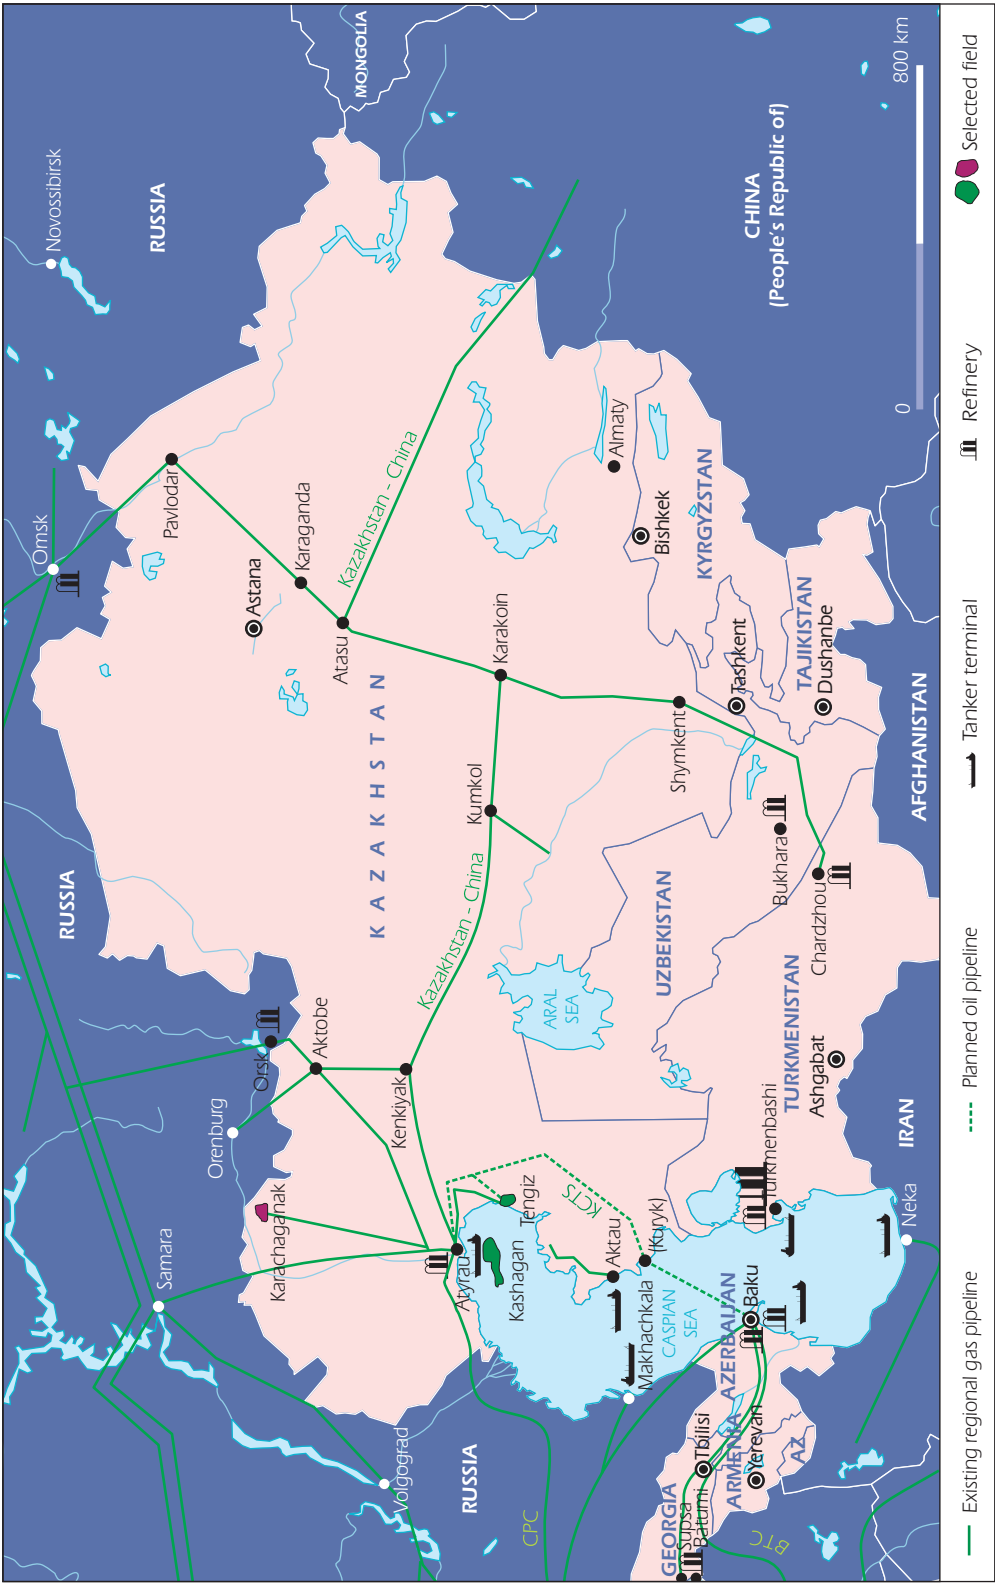 RUSSIA
Novossibirsk
MONGOLIA
Omsk
Pavlodar
RUSSIA
Astana
Karaganda
Atasu
Kazakhstan - China
CHINA
(People's Republic of)
KAZAKHSTAN
Karakoin
Almaty
Bishkek
KYRGYZSTAN
RUSSIA
Kumkol
Kazakhstan - China
Shymkent
Tashkent
TAJIKISTAN
Dushanbe
AFGHANISTAN
Orsk
Aktobe
Orenburg
Kenkiyak
ARAL
SEA
UZBEKISTAN
Bukhara
Chardzhou
TURKMENISTAN
Ashgabat
IRAN
Samara
Karachaganak
Atyrau
Kashagan
Tengiz
KCTS
Aktau
(Kuryk)
Turkmenbashi
Neka
Volgograd
CPC
Makhachkala
CASPIAN
SEA
AZERBAIJAN
Baku
GEORGIA
Supsa
Batumi
Tbilisi
ARMENIA
Yerevan
AZ
BTC
0
800 km
Existing regional gas pipeline
Planned oil pipeline
Tanker terminal
Refinery
Selected field